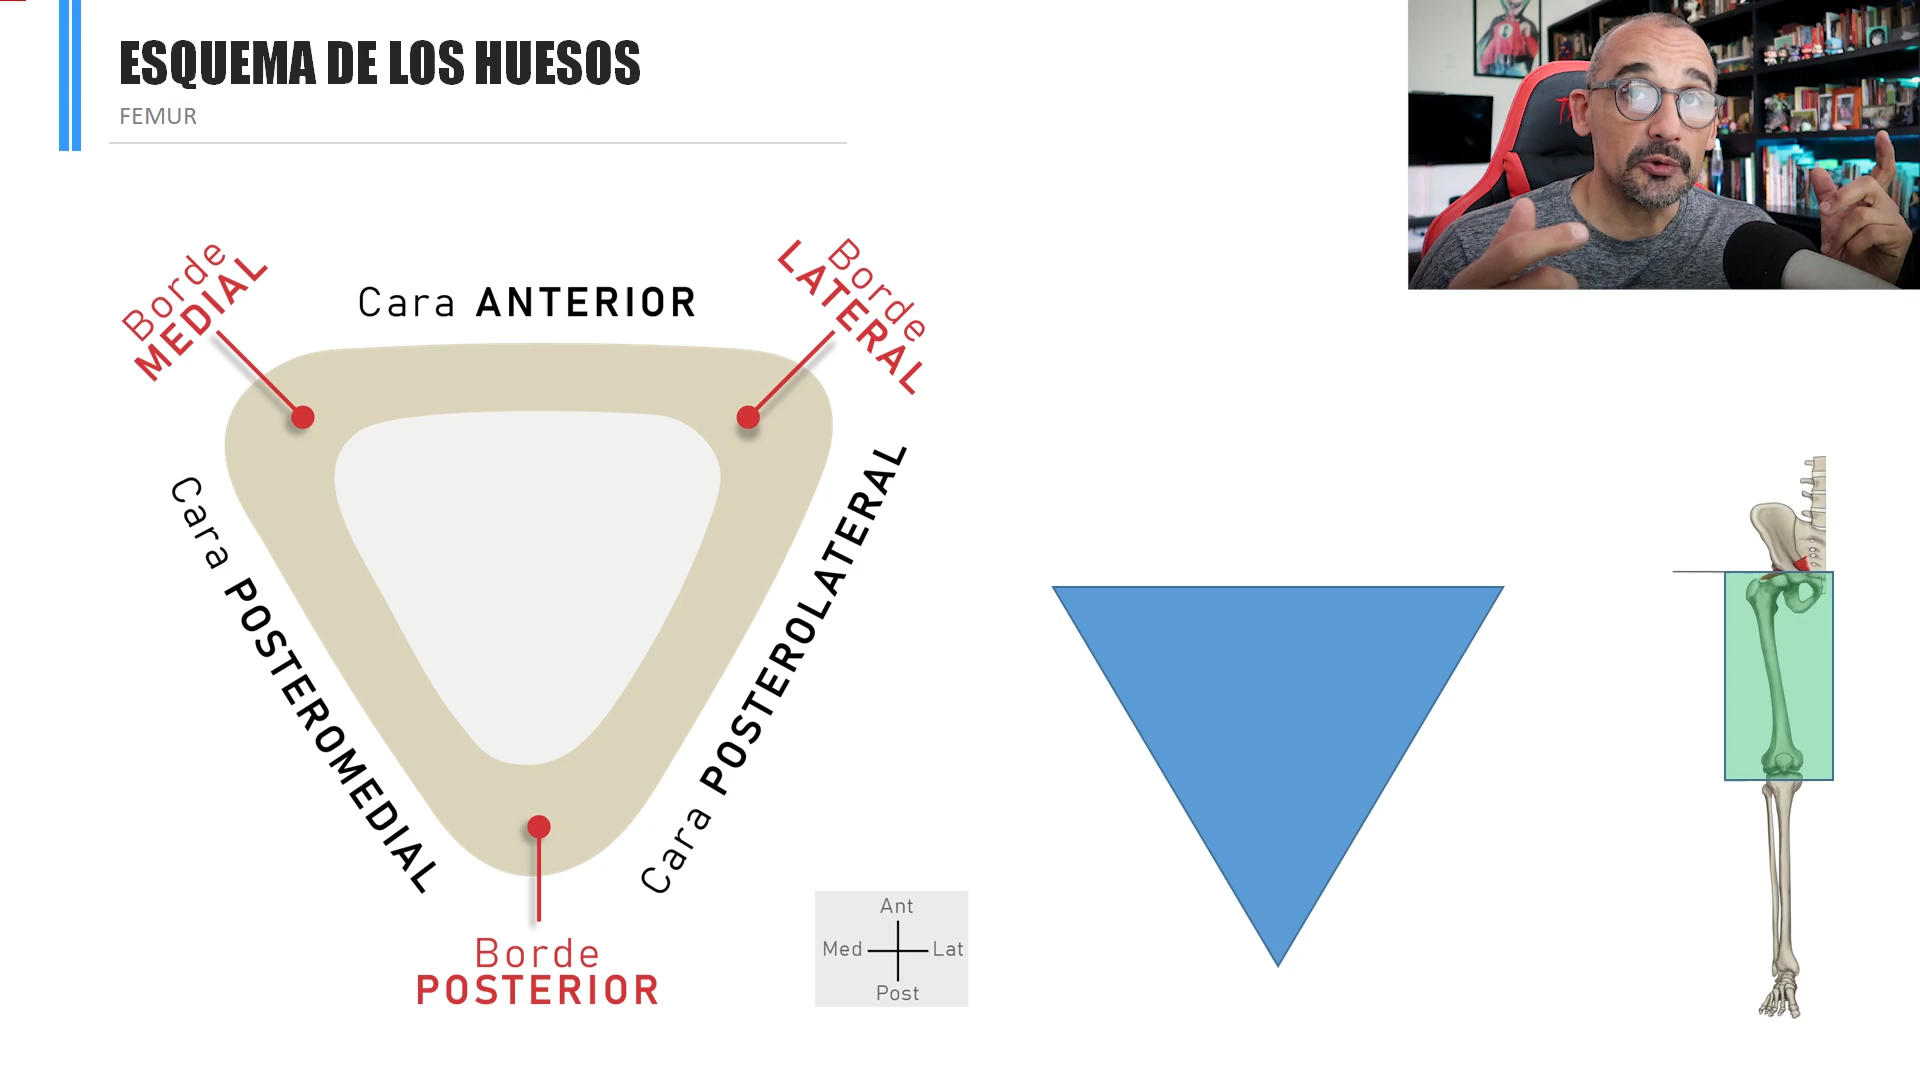 ESQUEMA DE LOS HUESOS
FEMUR
Borde
MEDIAL
Cara ANTERIOR
Borde
LATERAL
Cara POSTEROMEDIAL
Cara POSTEROLATERAL
Borde
POSTERIOR
Ant
Med
Lat
Post